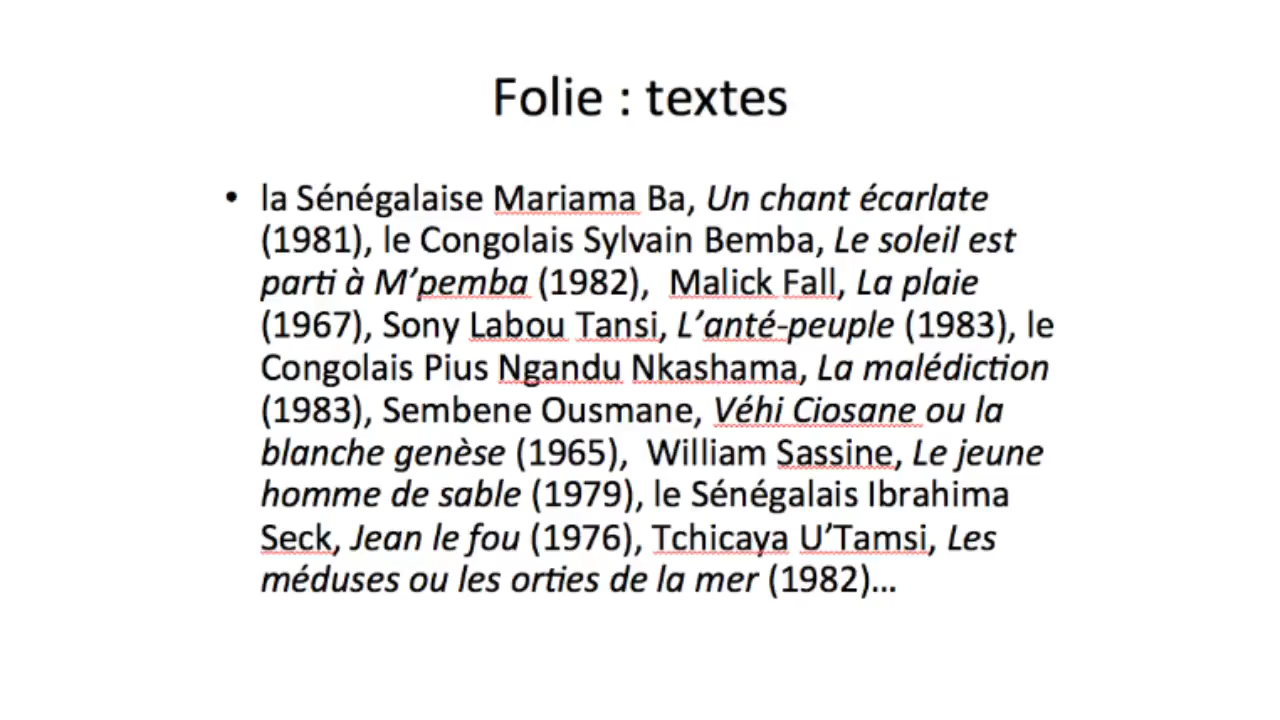 Folie : textes
• la Sénégalaise Mariama Ba, Un chant écarlate
(1981), le Congolais Sylvain Bemba, Le soleil est
parti à M’pemba (1982),  Malick Fall, La plaie
(1967), Sony Labou Tansi, L’anté-peuple (1983), le
Congolais Pius Ngandu Nkashama, La malédiction
(1983), Sembene Ousmane, Véhi Ciosane ou la
blanche genèse (1965),  William Sassine, Le jeune
homme de sable (1979), le Sénégalais Ibrahima
Seck, Jean le fou (1976), Tchicaya U’Tamsi, Les
méduses ou les orties de la mer (1982)…